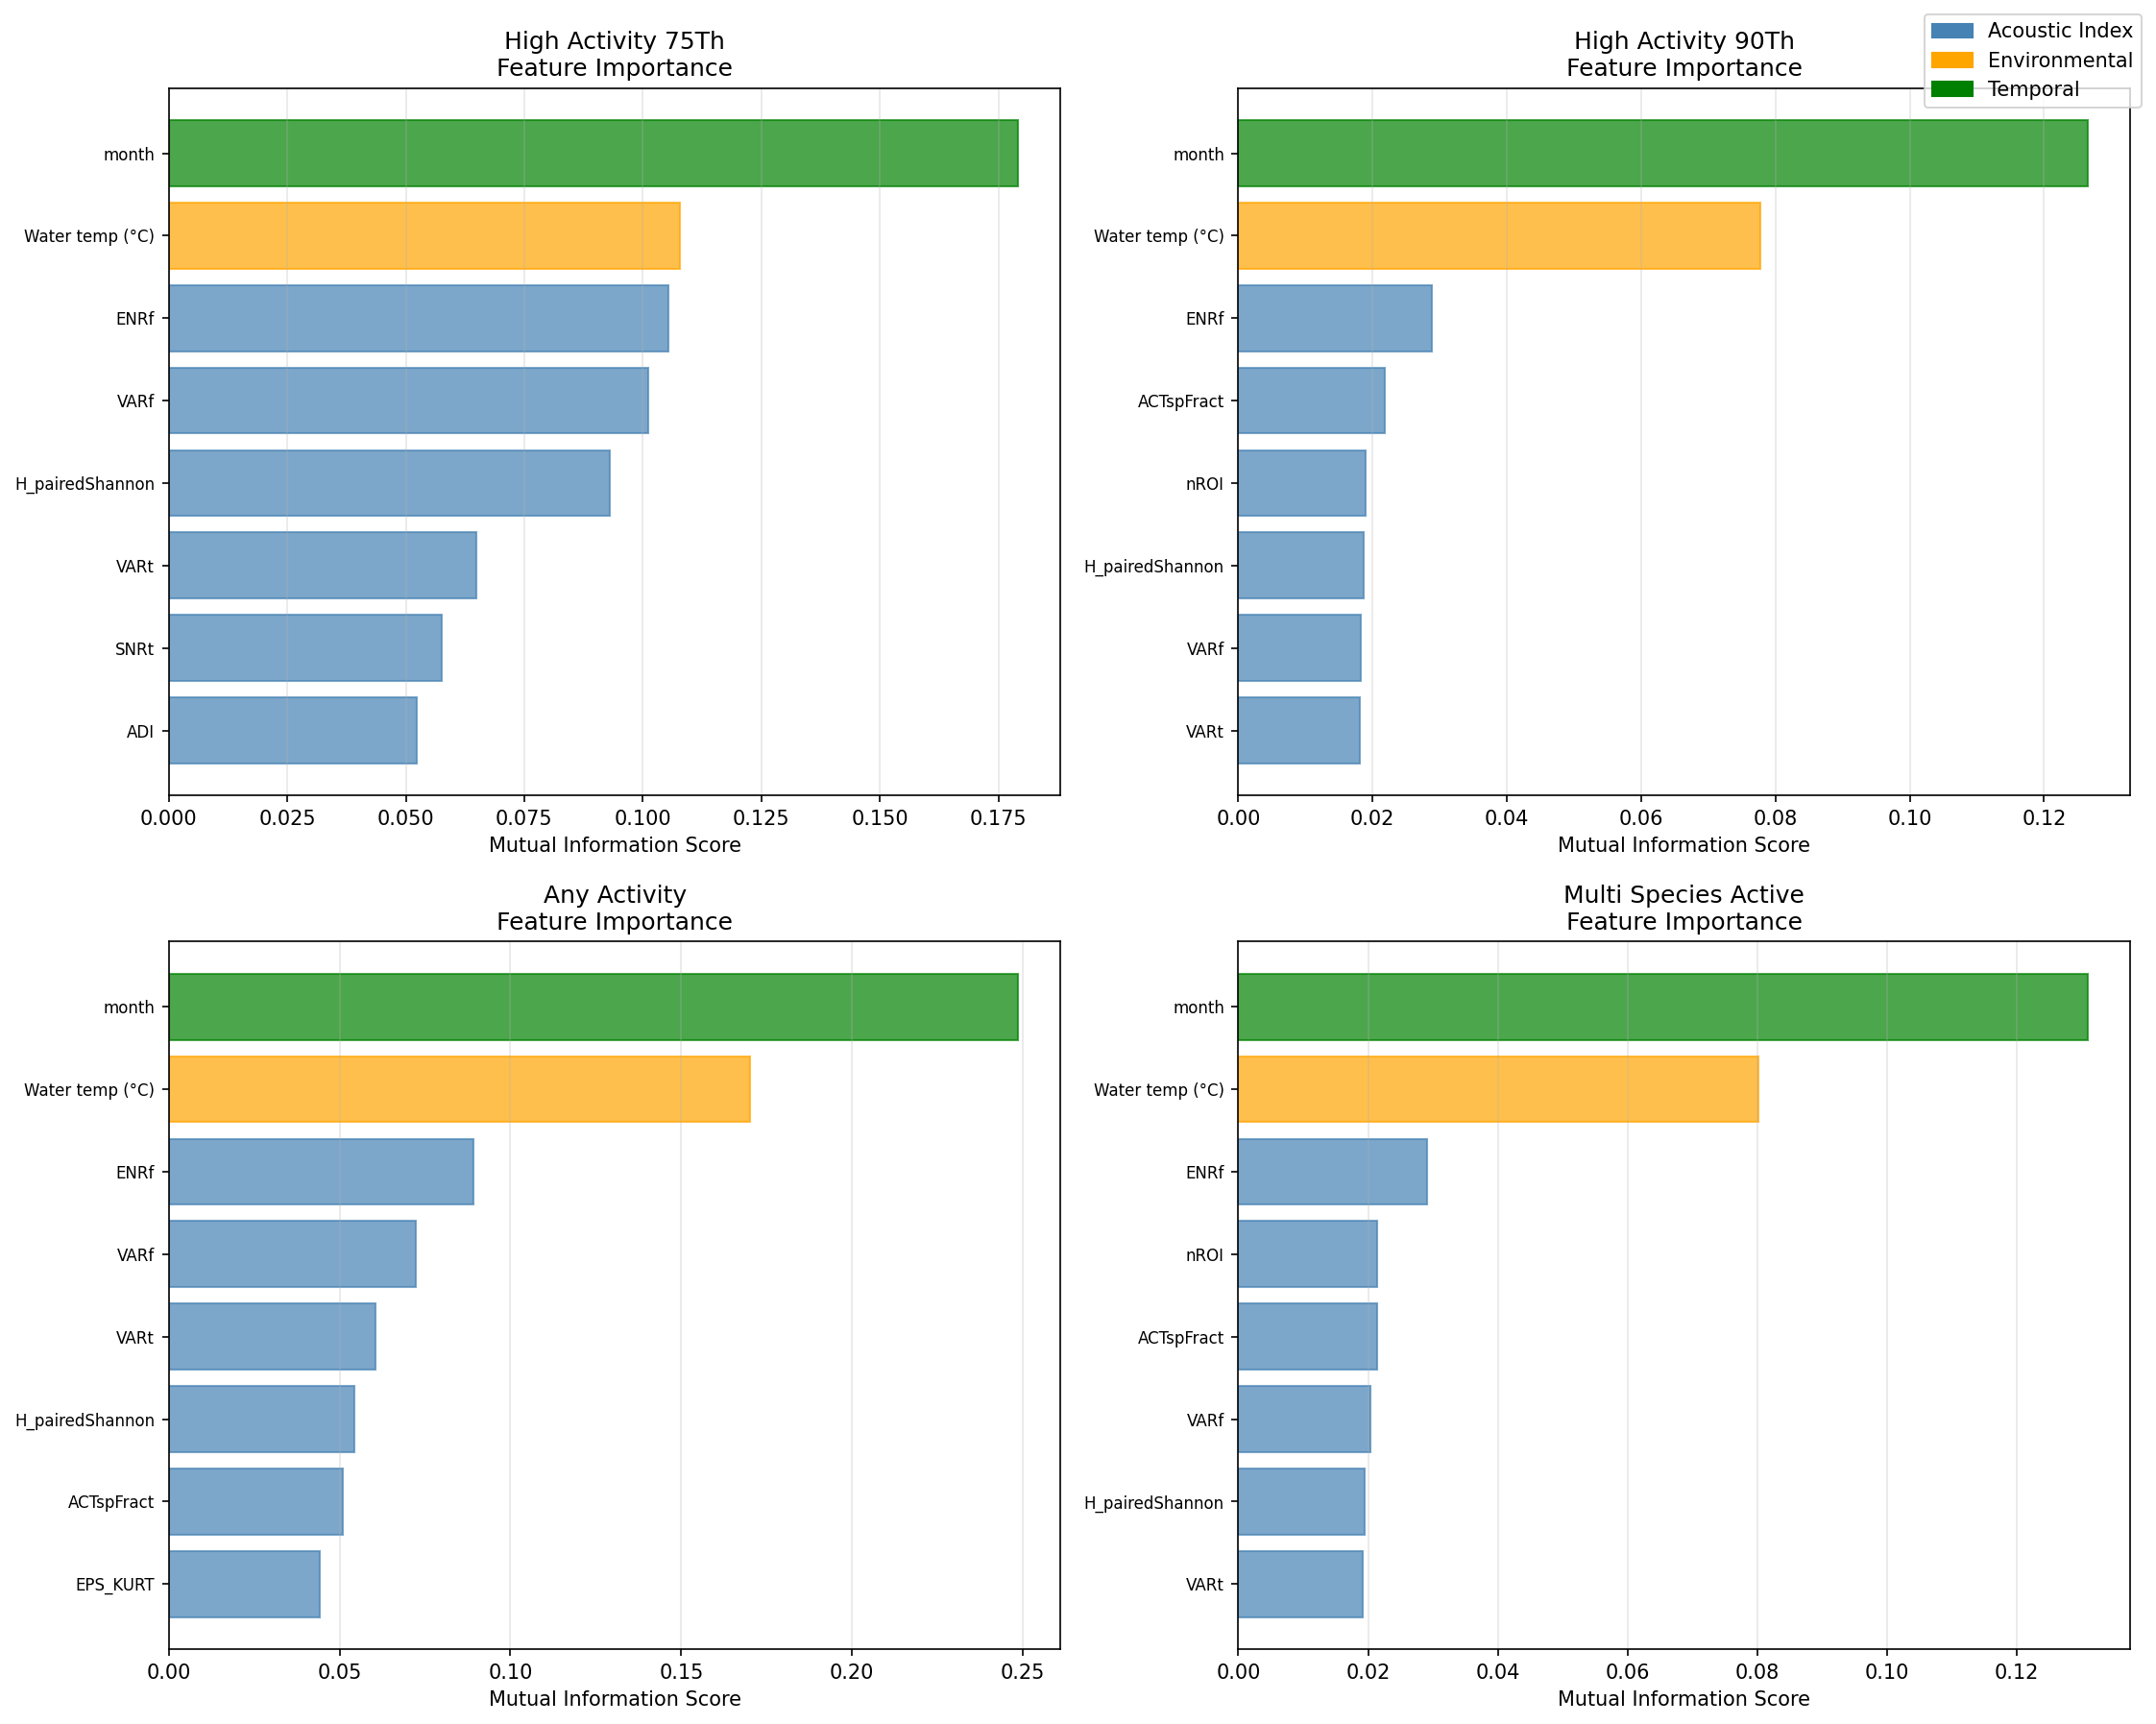 High Activity 75Th
Feature Importance
month
Water temp (°C)
ENRf
VARf
H_pairedShannon
VARt
SNRt
ADI
0.000 0.025 0.050 0.075 0.100 0.125 0.150 0.175
Mutual Information Score
High Activity 90Th
Feature Importance
Acoustic Index
Environmental
Temporal
month
Water temp (°C)
ENRf
ACTspFract
nROI
H_pairedShannon
VARf
VARt
0.00 0.02 0.04 0.06 0.08 0.10 0.12
Mutual Information Score
Any Activity
Feature Importance
month
Water temp (°C)
ENRf
VARf
VARt
H_pairedShannon
ACTspFract
EPS_KURT
0.00 0.05 0.10 0.15 0.20 0.25
Mutual Information Score
Multi Species Active
Feature Importance
month
Water temp (°C)
ENRf
nROI
ACTspFract
VARf
H_pairedShannon
VARt
0.00 0.02 0.04 0.06 0.08 0.10 0.12
Mutual Information Score